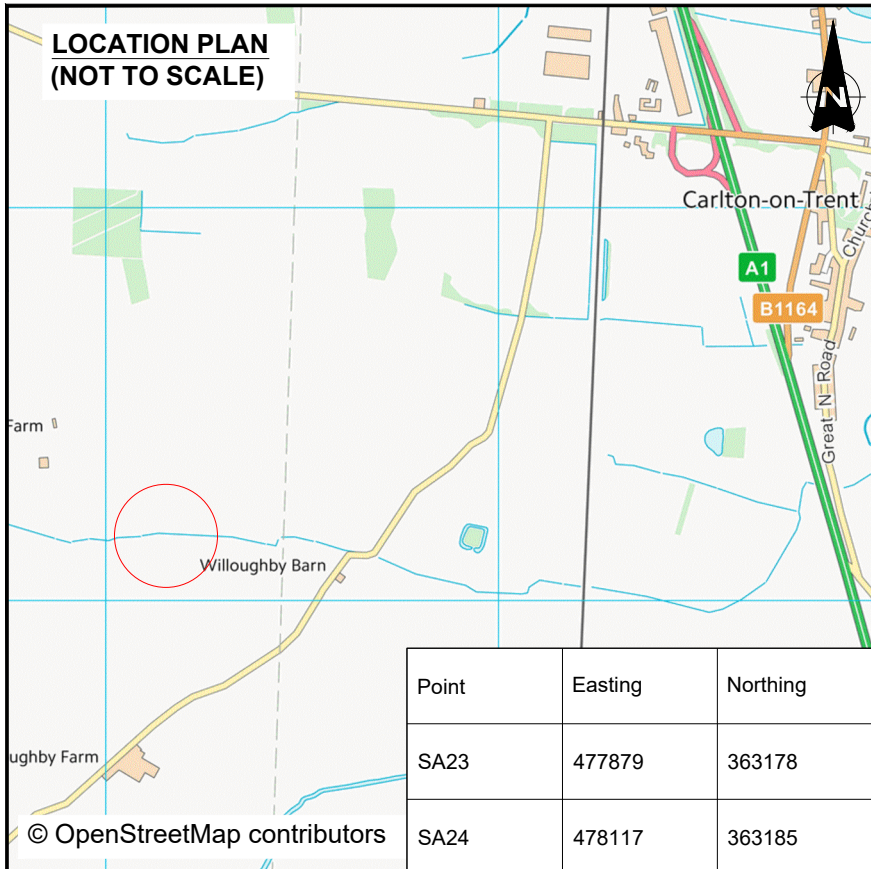 LOCATION PLAN
(NOT TO SCALE)
N
Carlton-on-Trent
Church
A1
B1164
Great N Road
Farm
Willoughby Barn
ughby Farm
Point Easting Northing
SA23 477879 363178
SA24 478117 363185
© OpenStreetMap contributors